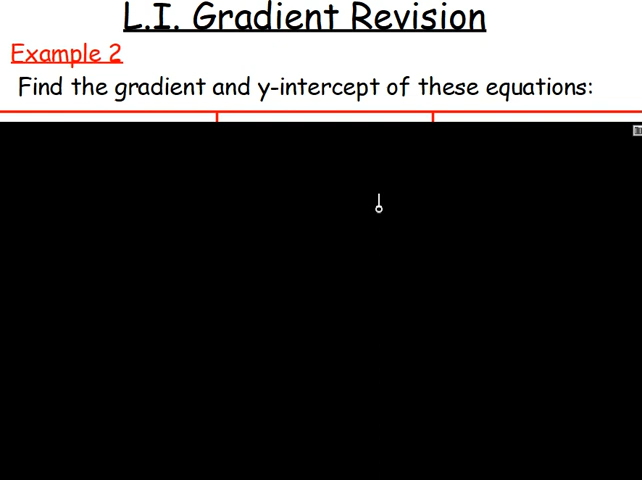 L.I. Gradient Revision
Example 2
Find the gradient and y-intercept of these equations: